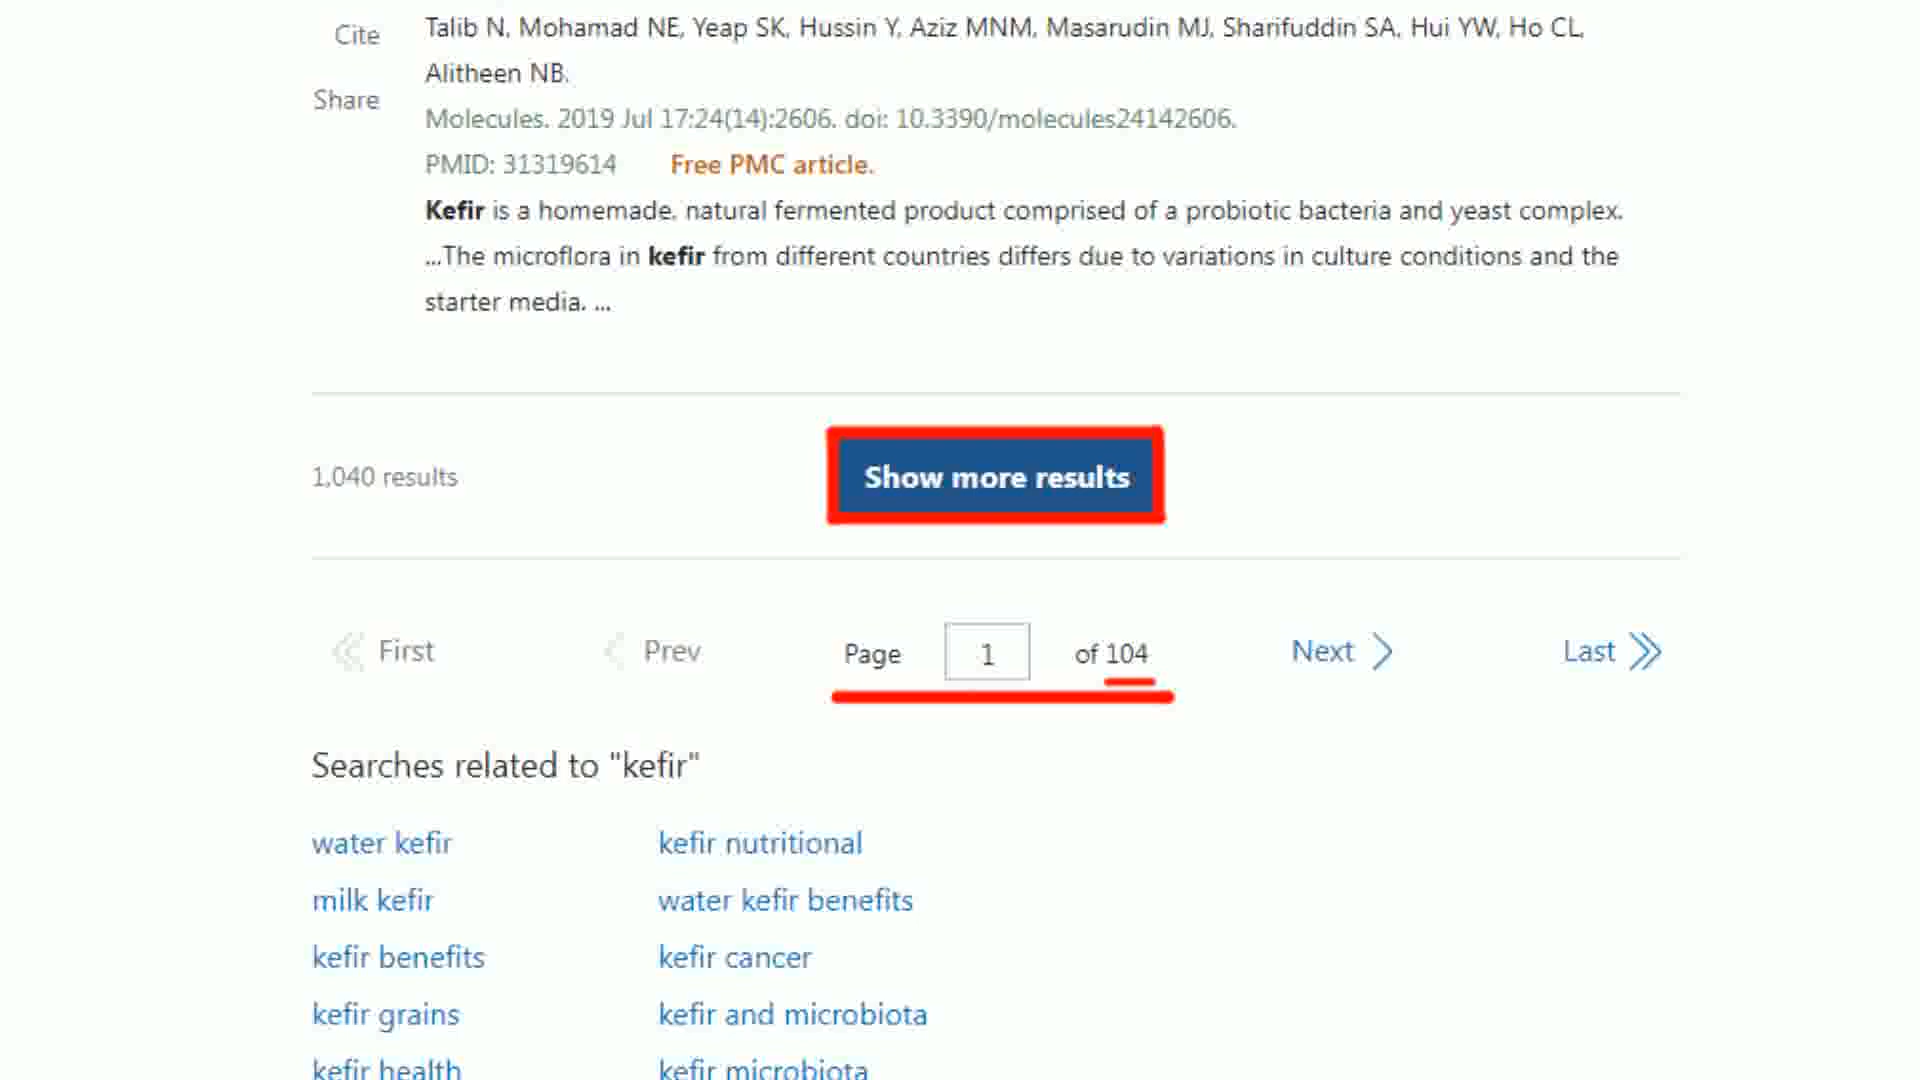 Cite
Share
Talib N, Mohamad NE, Yeap SK, Hussin Y, Aziz MNM, Masarudin MJ, Sharifuddin SA, Hui YW, Ho CL,
Alitheen NB.
Molecules. 2019 Jul 17;24(14):2606. doi: 10.3390/molecules24142606.
PMID: 31319614 Free PMC article.
Kefir is a homemade, natural fermented product comprised of a probiotic bacteria and yeast complex.
...The microflora in kefir from different countries differs due to variations in culture conditions and the
starter media. ...
1,040 results
Show more results
First Prev Page 1 of 104 Next Last
Searches related to "kefir"
water kefir
milk kefir
kefir benefits
kefir grains
kefir health
kefir nutritional
water kefir benefits
kefir cancer
kefir and microbiota
kefir microbiota